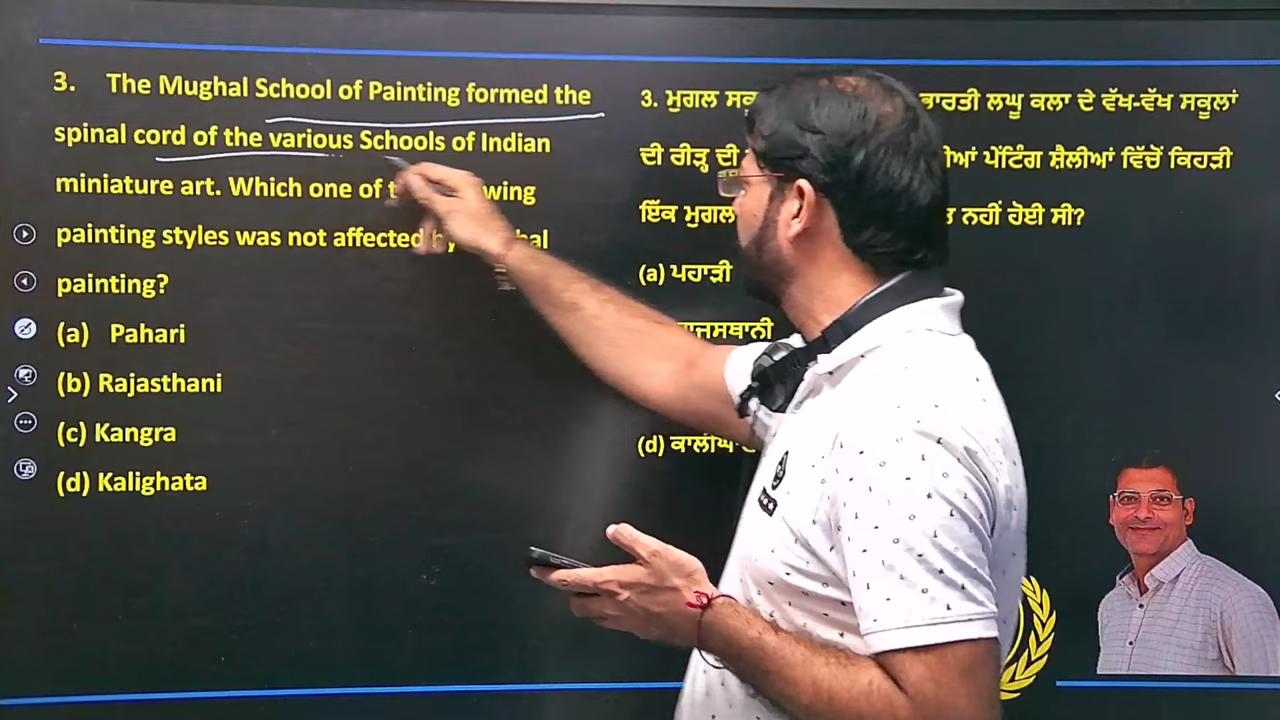 3. The Mughal School of Painting formed the
spinal cord of the various Schools of Indian
miniature art. Which one of
painting styles was not affected
painting?
(a) Pahari
(b) Rajasthani
(c) Kangra
(d) Kalighata
3. ਮੁਗਲ ਭਾਰਤੀ ਲਘੂ ਕਲਾ ਦੇ ਵੱਖ-ਵੱਖ ਸਕੂਲਾਂ
ਦੀ ਰੀੜ੍ਹ ਦੀ ਪੇਂਟਿੰਗ ਸ਼ੈਲੀਆਂ ਵਿੱਚੋਂ ਕਿਹੜੀ
ਇੱਕ ਮੁਗਲ ਨਹੀਂ ਹੋਈ ਸੀ?
(a) ਪਹਾੜੀ
(d)